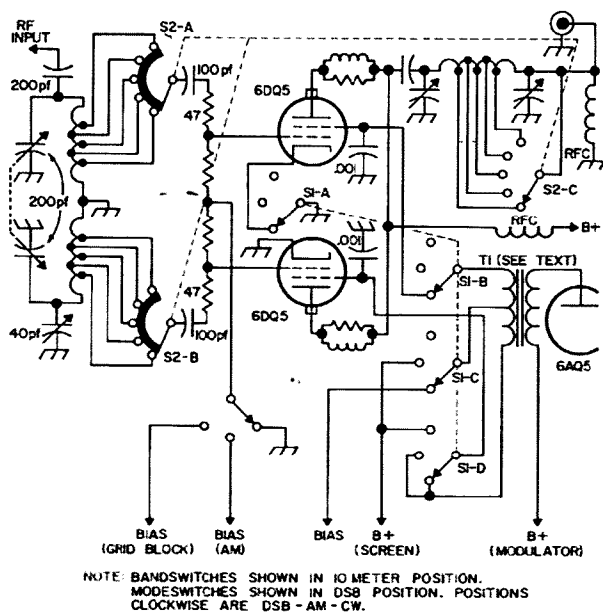 RF
INPUT
200pf
S2-A
100pf
47
6DQ5
.001
S1-A
200pf
.001
RFC
S2-C
RFC
B+
T1 (SEE TEXT)
S1-B
47
100pf
6DQ5
40pf
S2-B
S1-C
6AQ5
S1-D
BIAS
(GRID BLOCK)
BIAS
(AM)
BIAS
B+
(SCREEN)
B+
(MODULATOR)
NOTE: BANDSWITCHES SHOWN IN 10 METER POSITION.
MODESWITCHES SHOWN IN DSB POSITION. POSITIONS
CLOCKWISE ARE DSB - AM - CW.